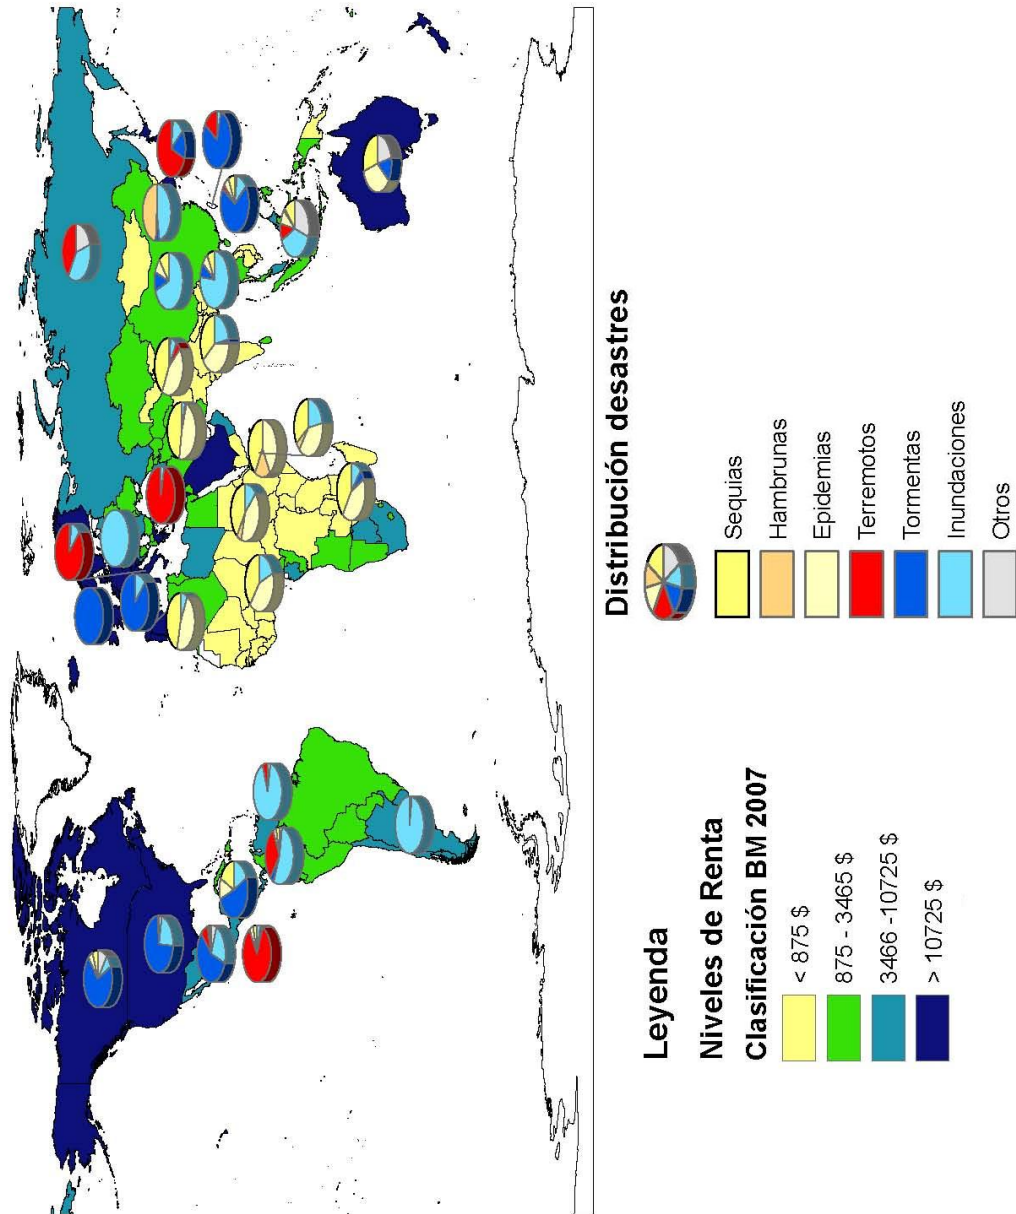 Leyenda
Niveles de Renta
Clasificación BM 2007
< 875 $
875 - 3465 $
3466 -10725 $
> 10725 $
Distribución desastres
Sequias
Hambrunas
Epidemias
Terremotos
Tormentas
Inundaciones
Otros